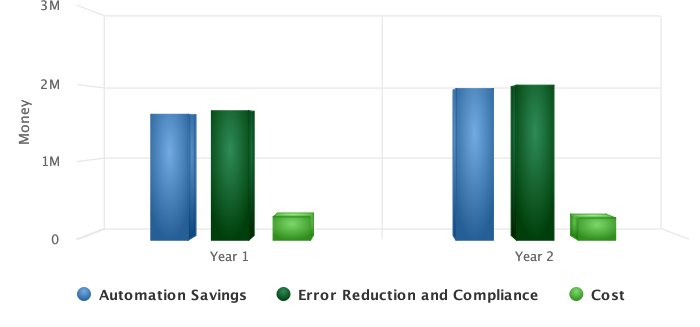 3M
2M
1M
0
Money
Year 1
Year 2
Automation Savings
Error Reduction and Compliance
Cost